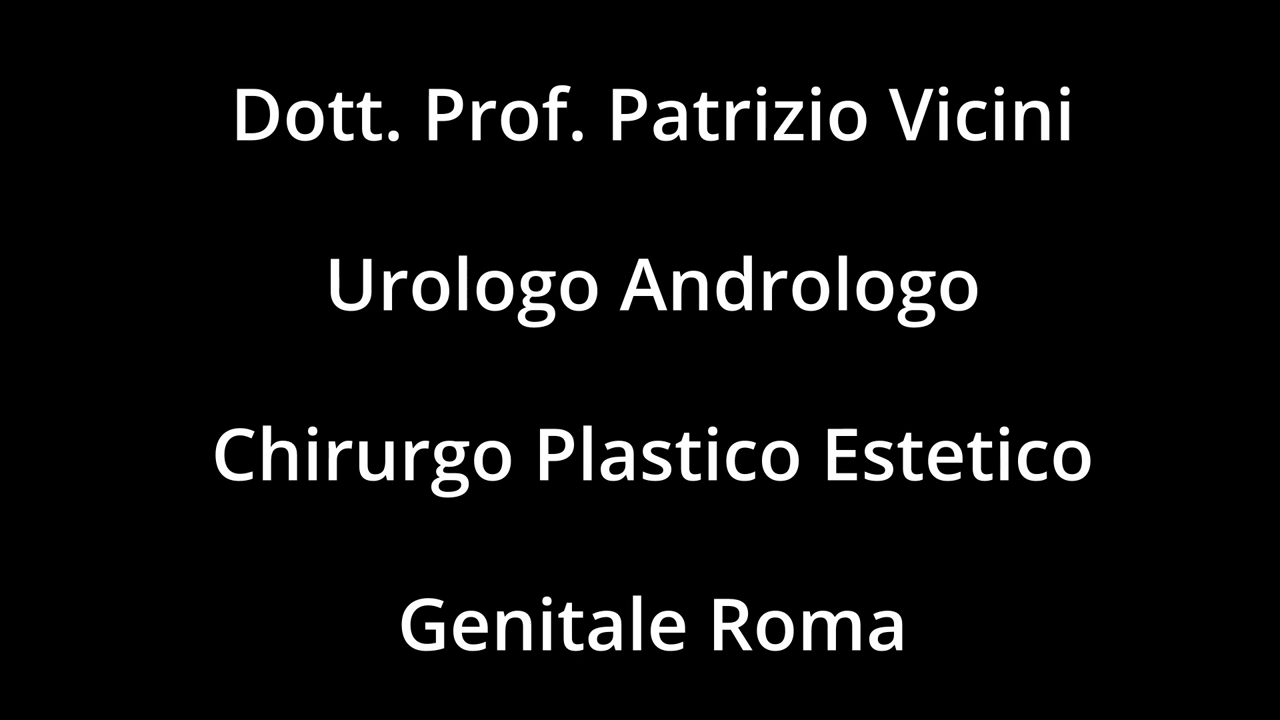 Dott. Prof. Patrizio Vicini
Urologo Andrologo
Chirurgo Plastico Estetico
Genitale Roma